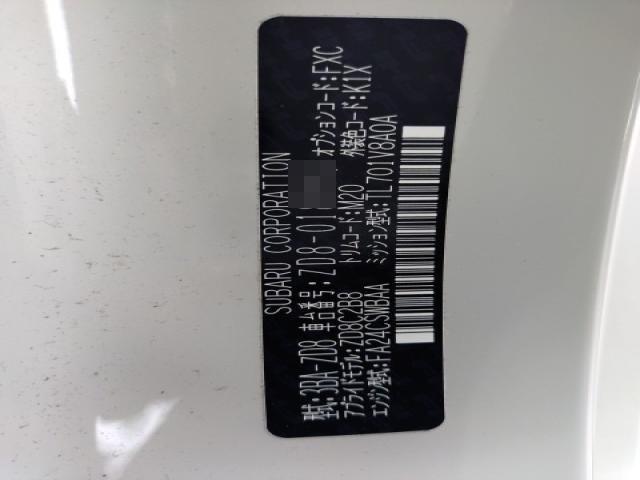 SUBARU CORPORATION
型式:3BA-ZD8 車台番号:ZD8-01
アプライドモデル:ZD8C2B8 トリムコード:M20 オプションコード:FXC
エンジン型式:FA24CSWBAA ミッション型式:TL701V8A0A 外装色コード:K1X